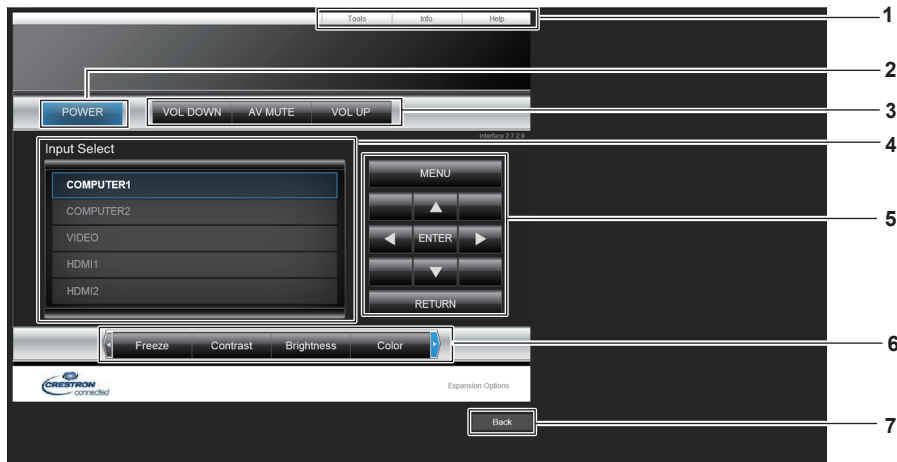 Tools Info Help 1
2
POWER VOL DOWN AV MUTE VOL UP 3
Interface 2.7.2.9
4
Input Select
COMPUTER1
COMPUTER2
VIDEO
HDMI1
HDMI2
MENU
ENTER
RETURN
5
Freeze Contrast Brightness Color 6
CRESTRON
connected
Expansion Options
Back 7